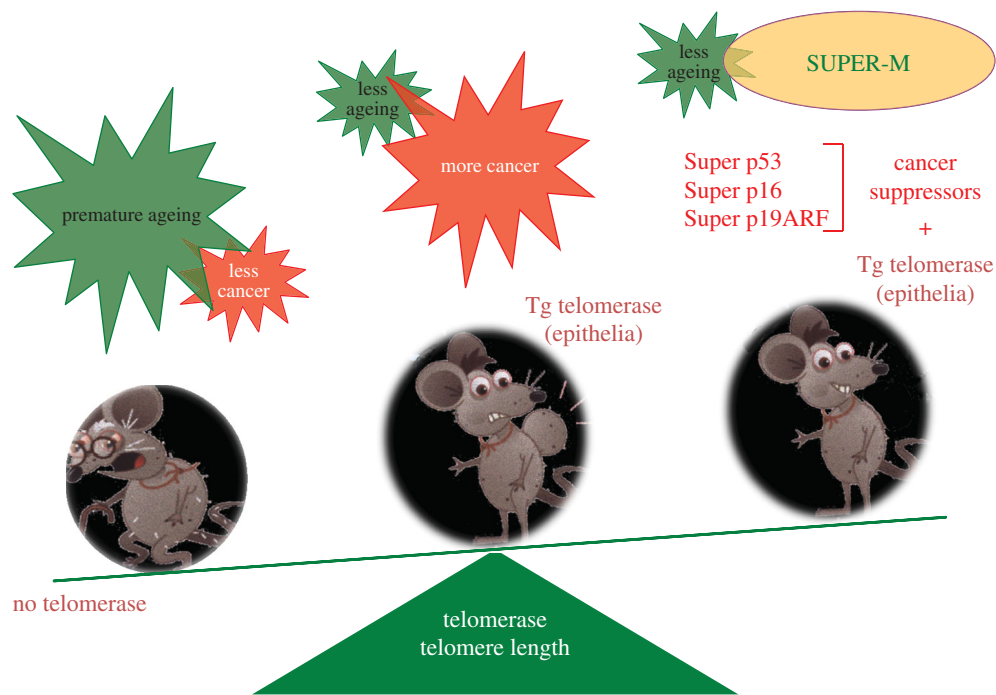 premature ageing
less
cancer
no telomerase
less
ageing
more cancer
Tg telomerase
(epithelia)
less
ageing
SUPER-M
Super p53
Super p16
Super p19ARF
cancer
suppressors
+
Tg telomerase
(epithelia)
telomerase
telomere length